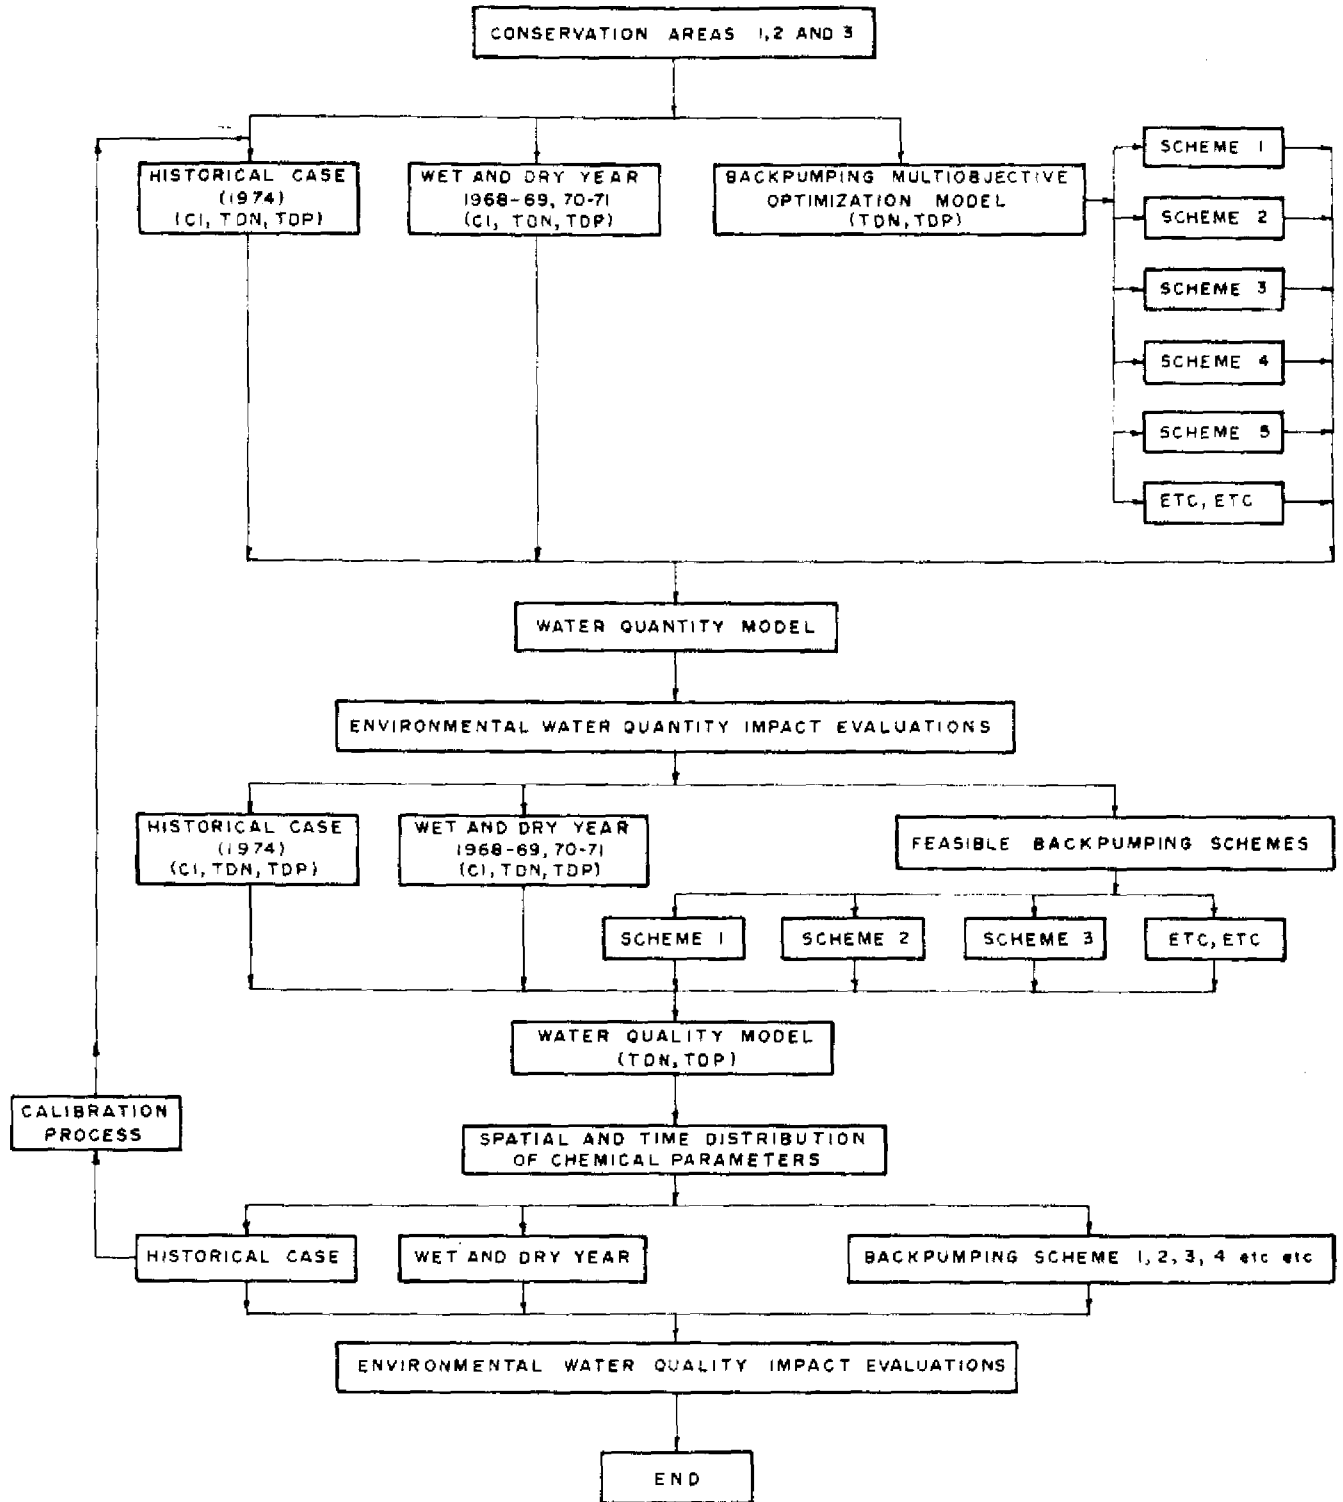 CONSERVATION AREAS 1,2 AND 3
HISTORICAL CASE
(1974)
(CI, TDN, TDP)
WET AND DRY YEAR
1968-69, 70-71
(CI, TDN, TDP)
BACKPUMPING MULTIOBJECTIVE
OPTIMIZATION MODEL
(TDN, TDP)
SCHEME 1
SCHEME 2
SCHEME 3
SCHEME 4
SCHEME 5
ETC, ETC
WATER QUANTITY MODEL
ENVIRONMENTAL WATER QUANTITY IMPACT EVALUATIONS
HISTORICAL CASE
(1974)
(CI, TDN, TDP)
WET AND DRY YEAR
1968-69, 70-71
(CI, TDN, TDP)
FEASIBLE BACKPUMPING SCHEMES
SCHEME 1
SCHEME 2
SCHEME 3
ETC, ETC
WATER QUALITY MODEL
(TDN, TDP)
CALIBRATION
PROCESS
SPATIAL AND TIME DISTRIBUTION
OF CHEMICAL PARAMETERS
HISTORICAL CASE
WET AND DRY YEAR
BACKPUMPING SCHEME 1, 2, 3, 4 etc etc
ENVIRONMENTAL WATER QUALITY IMPACT EVALUATIONS
END